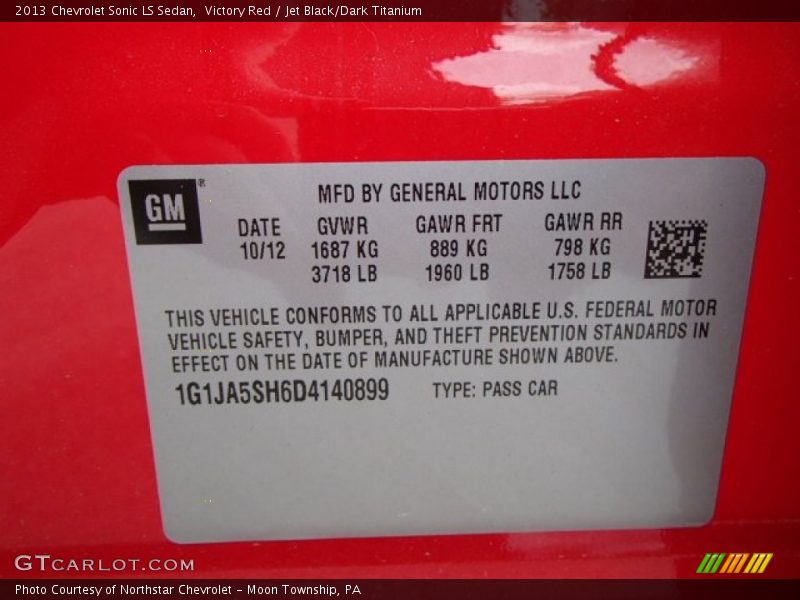 2013 Chevrolet Sonic LS Sedan,  Victory Red / Jet Black/Dark Titanium
GM®
MFD BY GENERAL MOTORS LLC
DATE GVWR GAWR FRT GAWR RR
10/12 1687 KG 889 KG 798 KG
3718 LB 1960 LB 1758 LB
THIS VEHICLE CONFORMS TO ALL APPLICABLE U.S. FEDERAL MOTOR
VEHICLE SAFETY, BUMPER, AND THEFT PREVENTION STANDARDS IN
EFFECT ON THE DATE OF MANUFACTURE SHOWN ABOVE.
1G1JA5SH6D4140899 TYPE: PASS CAR
GTCARLOT.COM
Photo Courtesy of Northstar Chevrolet - Moon Township, PA